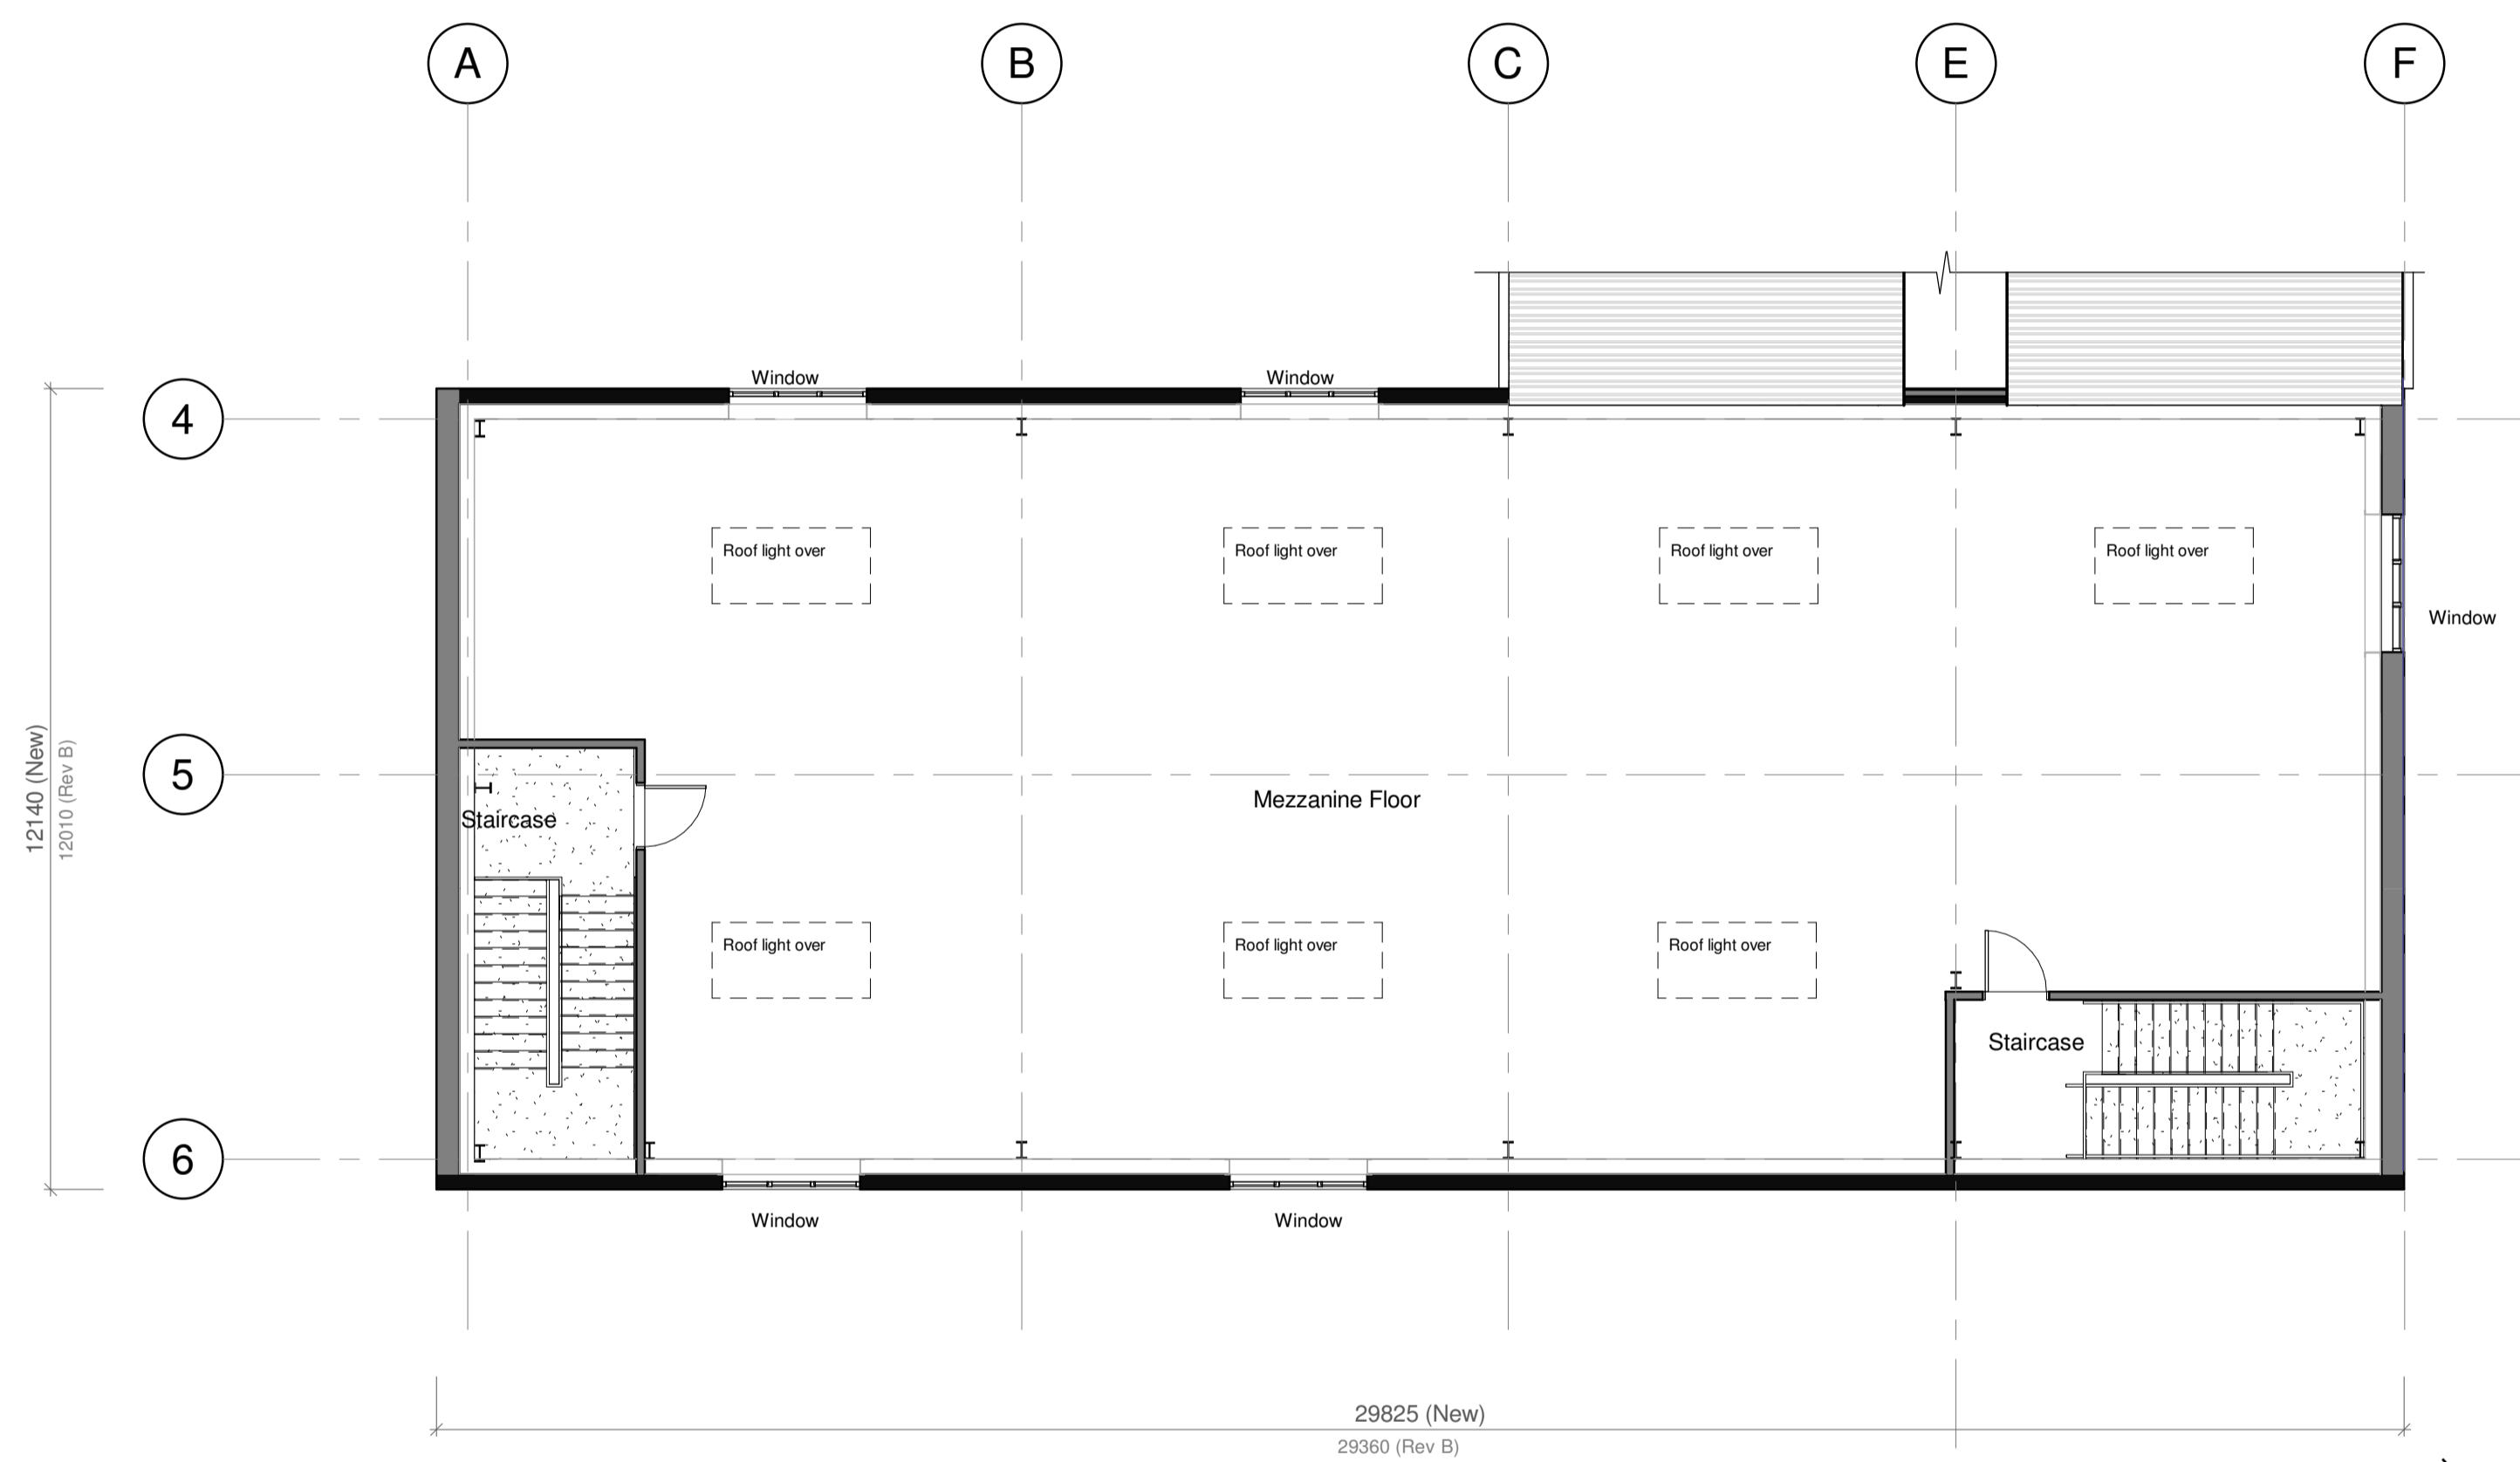 A B C E F
Window Window
4
Roof light over Roof light over Roof light over Roof light over
Window
5
12140 (New)
12010 (Rev B)
Mezzanine Floor
Staircase
Roof light over Roof light over Roof light over
Staircase
6
Window Window
29825 (New)
29360 (Rev B)